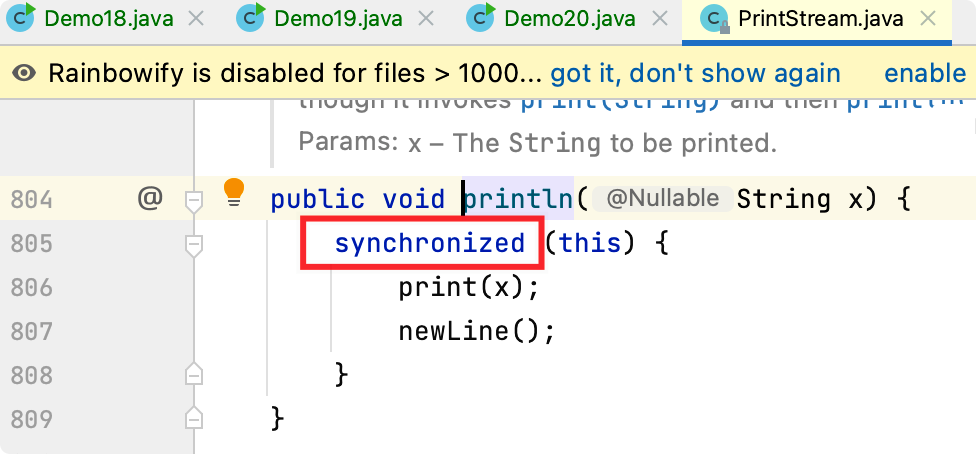 Demo18.java Demo19.java Demo20.java PrintStream.java
Rainbowify is disabled for files > 1000... got it, don't show again enable
though it invokes print(String) and then
Params: x – The String to be printed.
804 @ public void println( @Nullable String x) {
805 synchronized (this) {
806 print(x);
807 newLine();
808 }
809 }